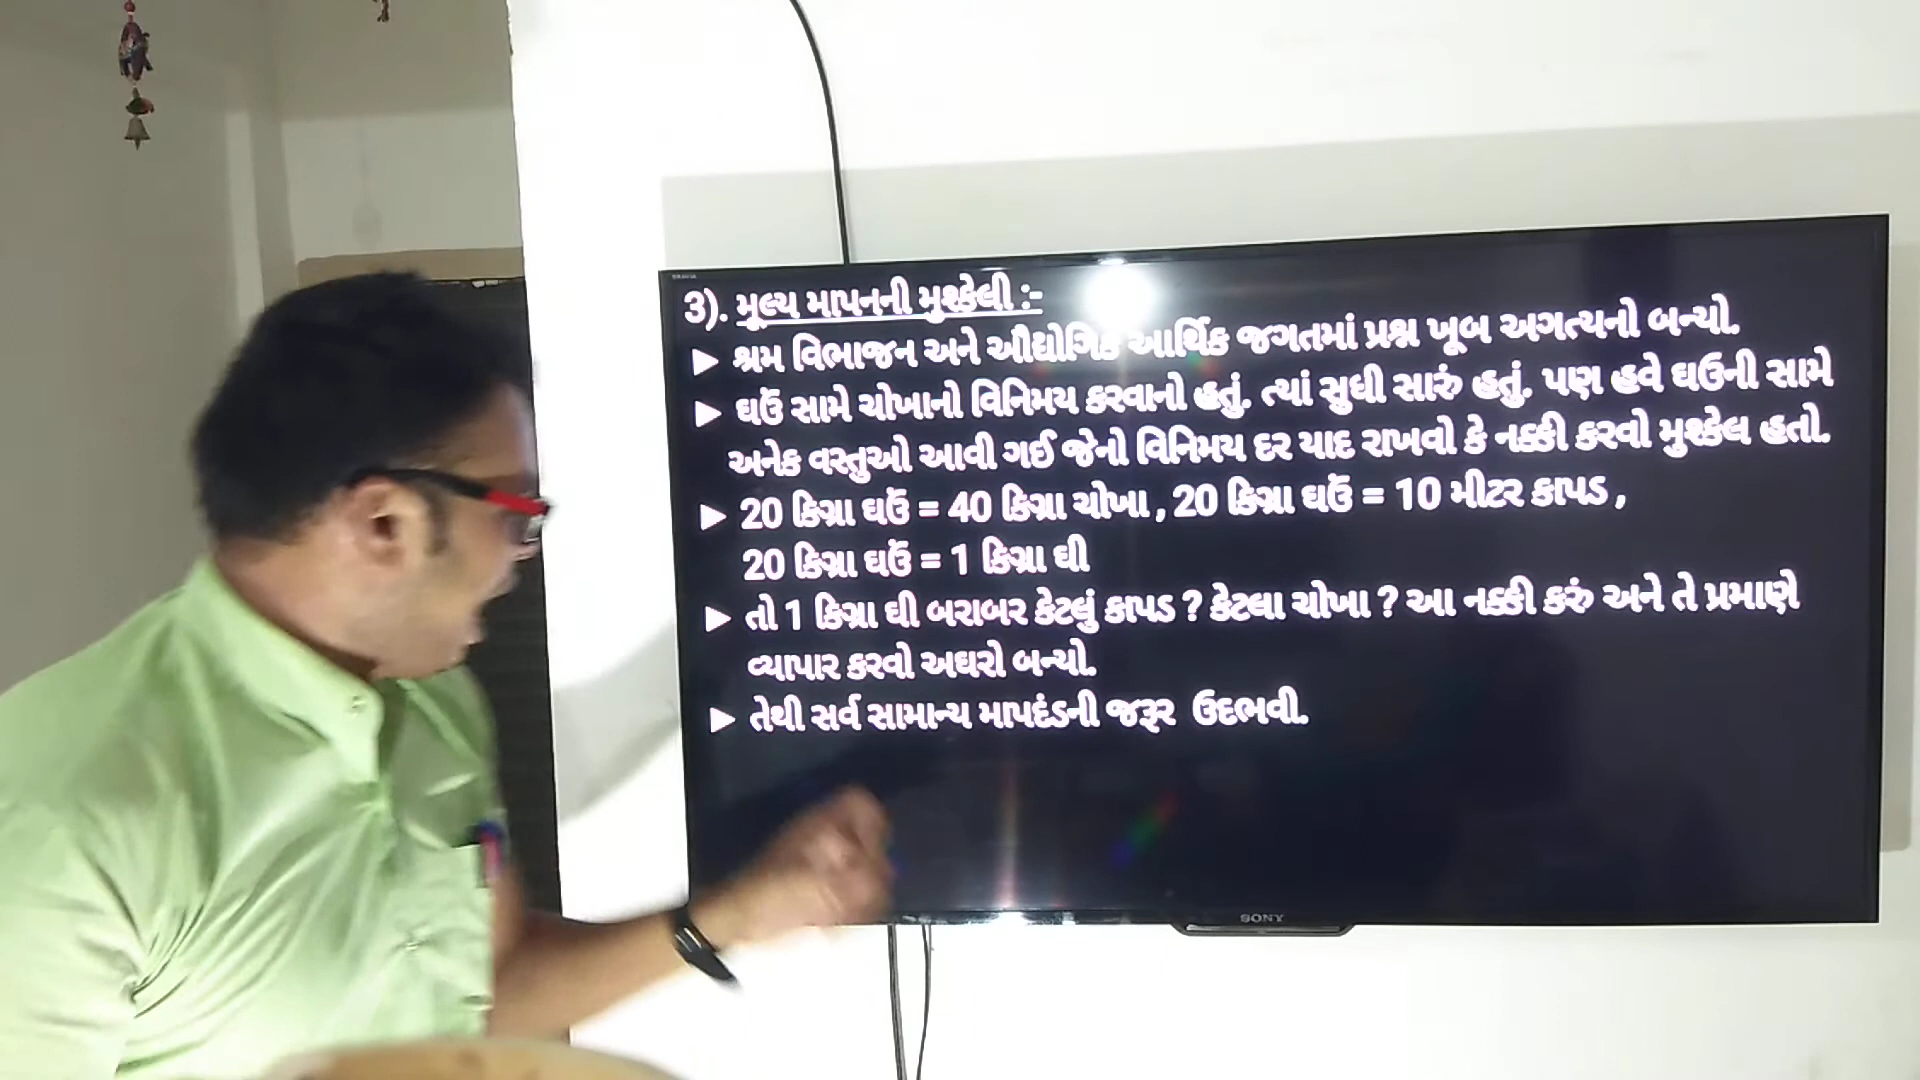 BRAVIA
3). મૂલ્ય માપનની મુશ્કેલી :-
▶ શ્રમ વિભાજન અને ઔદ્યોગિક આર્થિક જગતમાં પ્રશ્ન ખૂબ અગત્યનો બન્યો.
▶ ઘઉં સામે ચોખાનો વિનિમય કરવાનો હતું. ત્યાં સુધી સારું હતું. પણ હવે ઘઉની સામે
અનેક વસ્તુઓ આવી ગઈ જેનો વિનિમય દર યાદ રાખવો કે નક્કી કરવો મુશ્કેલ હતો.
▶ 20 કિગ્રા ઘઉં = 40 કિગ્રા ચોખા , 20 કિગ્રા ઘઉં = 10 મીટર કાપડ ,
20 કિગ્રા ઘઉં = 1 કિગ્રા ઘી
▶ તો 1 કિગ્રા ઘી બરાબર કેટલું કાપડ ? કેટલા ચોખા ? આ નક્કી કરું અને તે પ્રમાણે
વ્યાપાર કરવો અઘરો બન્યો.
▶ તેથી સર્વ સામાન્ય માપદંડની જરૂર ઉદભવી.
SONY